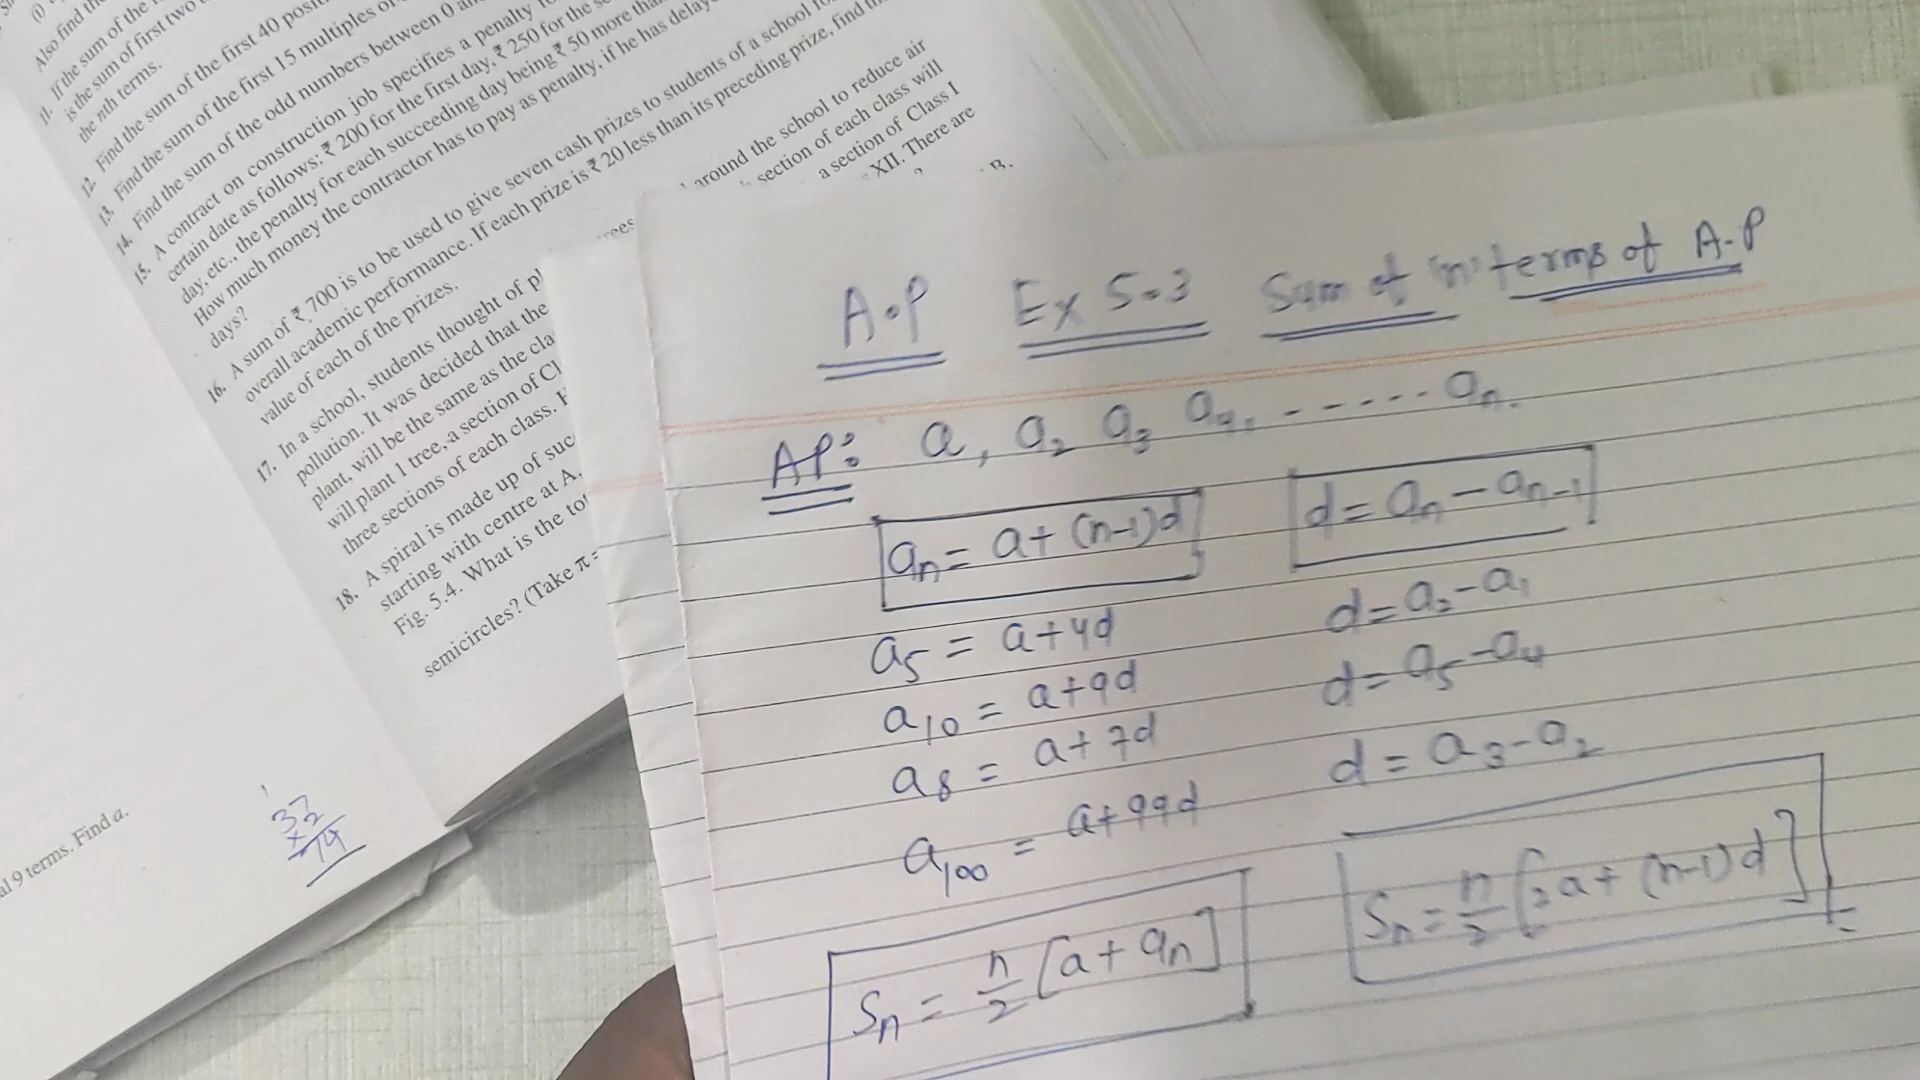 (i)
Also find the
11. If the sum of the
is the sum of first two
the nth terms.
12. Find the sum of the first 40
13. Find the sum of the first 15 multiples
14. Find the sum of the odd numbers between 0
15. A contract on construction job specifies a penalty
certain date as follows: ₹ 200 for the first day, ₹ 250 for the
day, etc., the penalty for each succeeding day being ₹ 50 more
How much money the contractor has to pay as penalty, if he has
days?
16. A sum of ₹ 700 is to be used to give seven cash prizes to students of a school
overall academic performance. If each prize is ₹ 20 less than its preceding prize, find
value of each of the prizes.
17. In a school, students thought of
around the school to reduce air
pollution. It was decided that the
section of each class will
plant, will be the same as the
a section of Class I
will plant 1 tree, a section of
XII. There are
three sections of each class.
18. A spiral is made up of
starting with centre at A.
Fig. 5.4. What is the
semicircles? (Take π =
9 terms. Find a.
1
37
×2
74
A.P Ex 5.3 Sum of 'n' terms of A.P
AP: a, a₂ a₃ a₄, ------ aₙ.
aₙ = a + (n-1)d d = aₙ - aₙ₋₁
a₅ = a+4d d = a₂-a₁
a₁₀ = a+9d d = a₅-a₄
a₈ = a+7d d = a₃-a₂
a₁₀₀ = a+99d
Sₙ = n/2 [a + aₙ] Sₙ = n/2 [2a + (n-1)d]